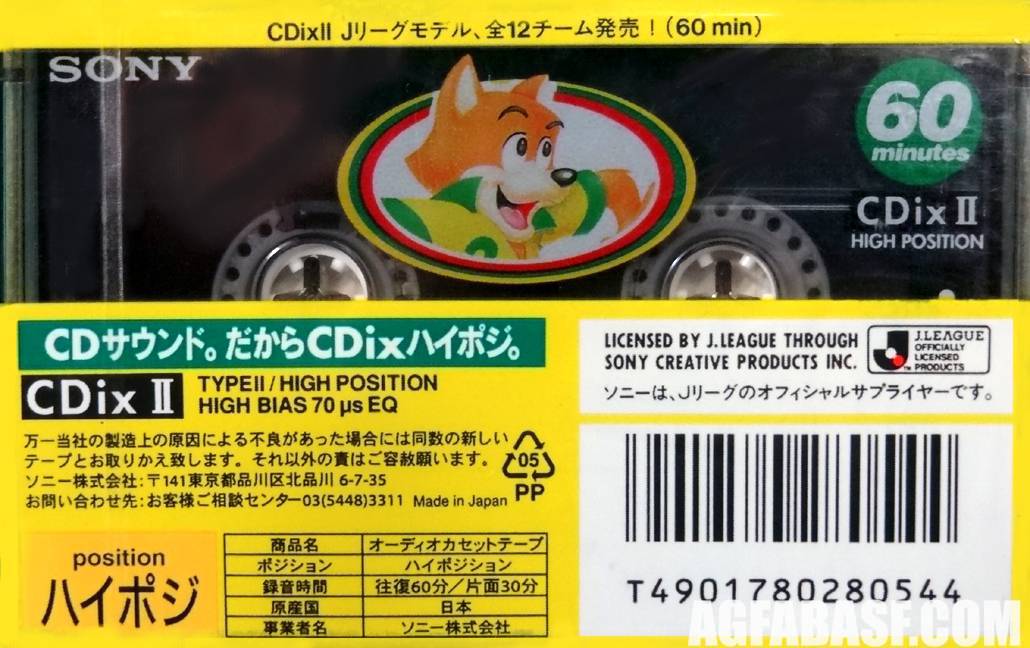 CDixII Jリーグモデル、全12チーム発売！(60 min)
SONY
60
minutes
CDix II
HIGH POSITION
CDサウンド。だからCDixハイポジ。
CDix II
TYPEII/HIGH POSITION
HIGH BIAS 70 µs EQ
万一当社の製造上の原因による不良があった場合には同数の新しい
テープとお取りかえ致します。それ以外の責はご容赦願います。
ソニー株式会社:〒141東京都品川区北品川 6-7-35
お問い合わせ先:お客様ご相談センター03(5448)3311 Made in Japan
05
PP
position
ハイポジ
商品名 オーディオカセットテープ
ポジション ハイポジション
録音時間 往復60分／片面30分
原産国 日本
事業者名 ソニー株式会社
LICENSED BY J.LEAGUE THROUGH
SONY CREATIVE PRODUCTS INC.
J.LEAGUE
OFFICIALLY
LICENSED
PRODUCTS
ソニーは、Jリーグのオフィシャルサプライヤーです。
T4901780280544
AGFABASF.COM